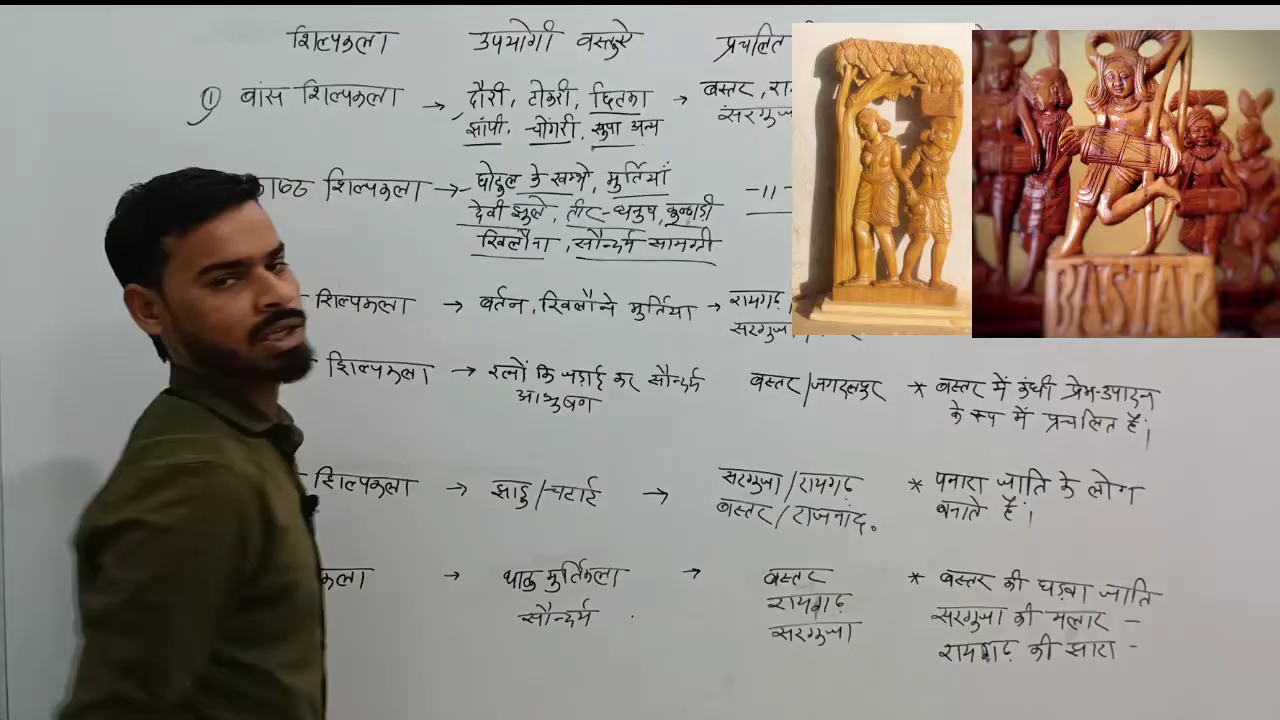 शिल्पकला उपयोगी वस्तुएे प्रचलित
① बांस शिल्पकला → दौरी, टोकरी, छितका → बस्तर,
झांपी, चोंगरी, सुपा अन्य सरगुजा
काष्ठ शिल्पकला → घोटुल के खम्भे, मुर्तियाँ -॥-
देवी झुले, तीर-धनुष, कुल्हाडी
खिलौना, सौन्दर्य सामग्री
शिल्पकला → बर्तन, खिलौने मुर्तिया → रायगढ़,
सरगुजा
शिल्पकला → रत्नों कि जड़ाई कर सौन्दर्य बस्तर/जगदलपुर * बस्तर में कंघी प्रेम-उपादन
आभूषण के रूप में प्रचलित हैं।
शिल्पकला → झाडु/चटाई → सरगुजा/रायगढ़ * पनारा जाति के लोग
बस्तर/राजनांद. बनाते हैं।
कला → धातु मुर्तिकला → बस्तर * बस्तर की घड़वा जाति
सौन्दर्य रायगढ़ सरगुजा की मलार -
सरगुजा रायगढ़ की झारा -
BASTAR